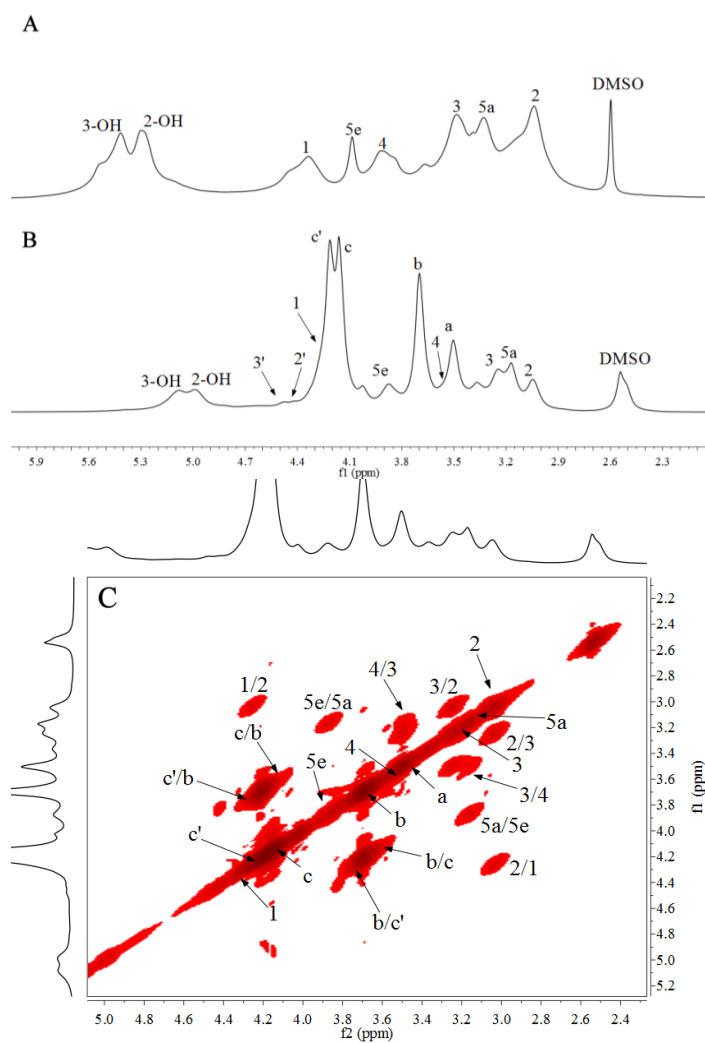 A
3-OH 2-OH 1 5e 4 3 5a 2 DMSO
B
c' c b
1 a
3' 2' 4
3-OH 2-OH 5e 3 5a 2 DMSO
5.9 5.6 5.3 5.0 4.7 4.4 4.1 3.8 3.5 3.2 2.9 2.6 2.3
f1 (ppm)
C
2
1/2 5e/5a 4/3 3/2
5a
c/b 5e 4 2/3
c'/b 3
a 3/4
b 5a/5e
c' b/c
c 2/1
1 b/c'
2.2
2.4
2.6
2.8
3.0
3.2
3.4
3.6
3.8
4.0
4.2
4.4
4.6
4.8
5.0
5.2
f1 (ppm)
5.0 4.8 4.6 4.4 4.2 4.0 3.8 3.6 3.4 3.2 3.0 2.8 2.6 2.4
f2 (ppm)